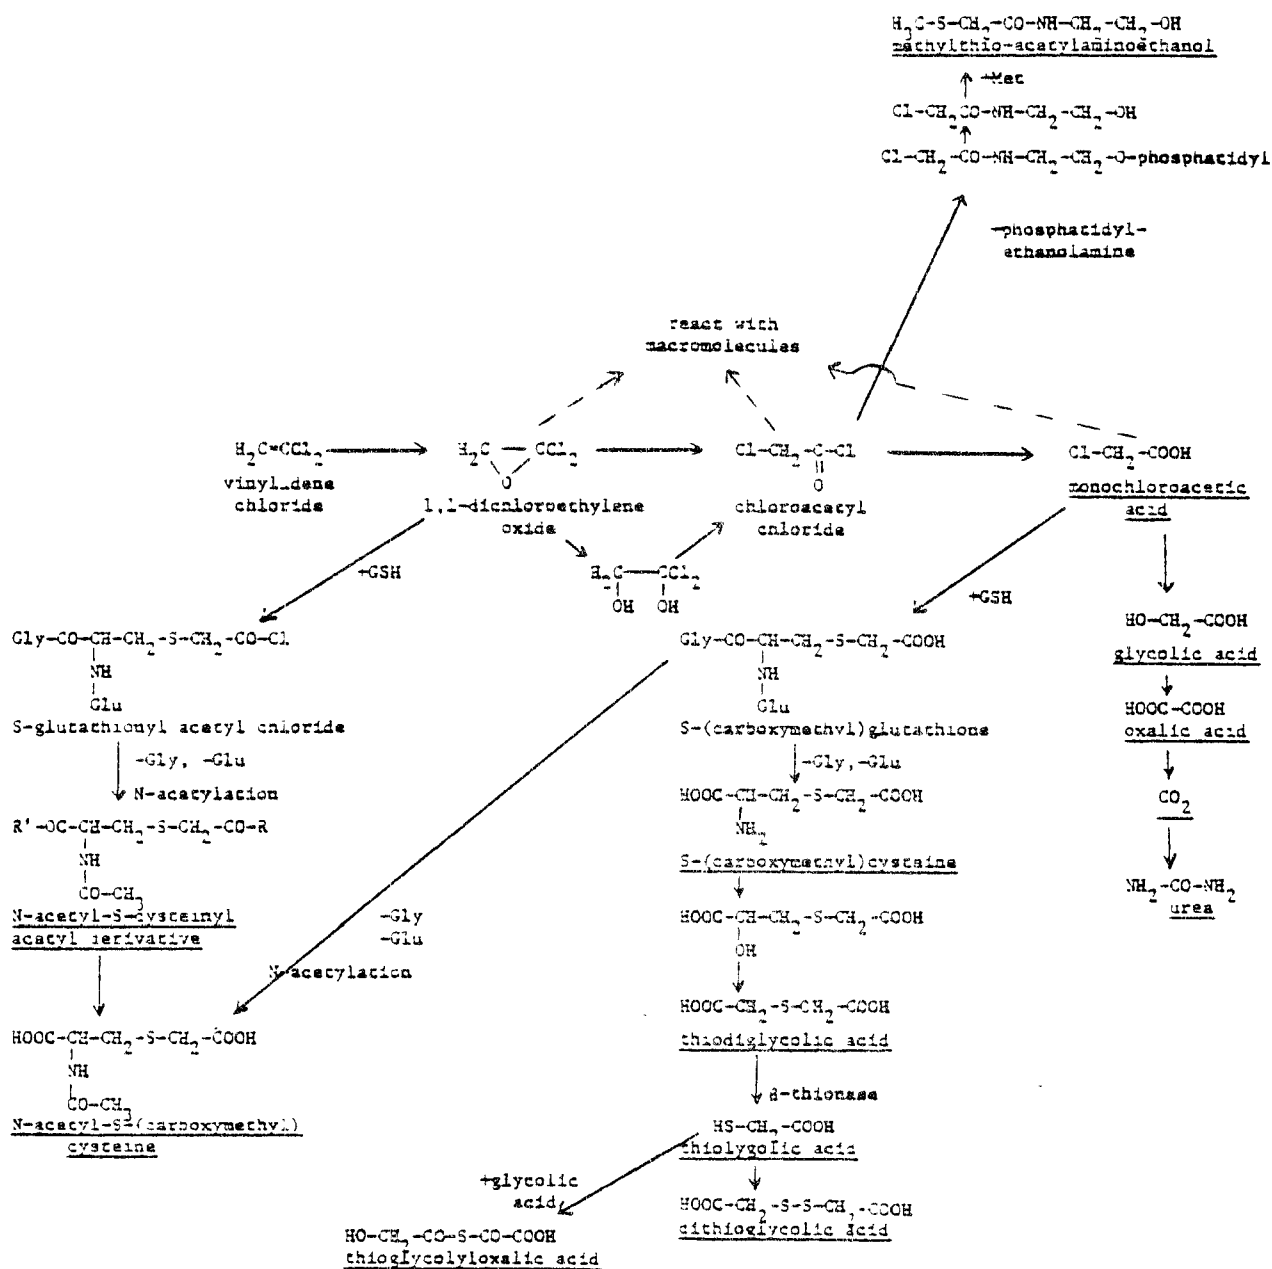 H3C-S-CH2-CO-NH-CH2-CH2-OH
methylthio-acetylaminoethanol
+Met
Cl-CH2CO-NH-CH2-CH2-OH
Cl-CH2-CO-NH-CH2-CH2-O-phosphatidyl
+phosphatidyl-
ethanolamine
react with
macromolecules
H2C=CCl2
vinylidene
chloride
H2C-CCl2
O
1,1-dichloroethylene
oxide
Cl-CH2-C-Cl
O
chloroacetyl
chloride
Cl-CH2-COOH
monochloroacetic
acid
H2C-CCl2
OH OH
+GSH
+GSH
Gly-CO-CH-CH2-S-CH2-CO-Cl
NH
Glu
S-glutathionyl acetyl chloride
-Gly, -Glu
N-acetylation
R'-OC-CH-CH2-S-CH2-CO-R
NH
CO-CH3
N-acetyl-S-cysteinyl
acetyl derivative
HOOC-CH-CH2-S-CH2-COOH
NH
CO-CH3
N-acetyl-S-(carboxymethyl)
cysteine
-Gly
-Glu
N-acetylation
Gly-CO-CH-CH2-S-CH2-COOH
NH
Glu
S-(carboxymethyl)glutathione
-Gly,-Glu
HOOC-CH-CH2-S-CH2-COOH
NH2
S-(carboxymethyl)cysteine
HOOC-CH-CH2-S-CH2-COOH
OH
HOOC-CH2-S-CH2-COOH
thiodiglycolic acid
-thionase
HS-CH2-COOH
thiolygolic acid
HOOC-CH2-S-S-CH2-COOH
dithioglycolic acid
+glycolic
acid
HO-CH2-CO-S-CO-COOH
thioglycolyloxalic acid
HO-CH2-COOH
glycolic acid
HOOC-COOH
oxalic acid
CO2
NH2-CO-NH2
urea